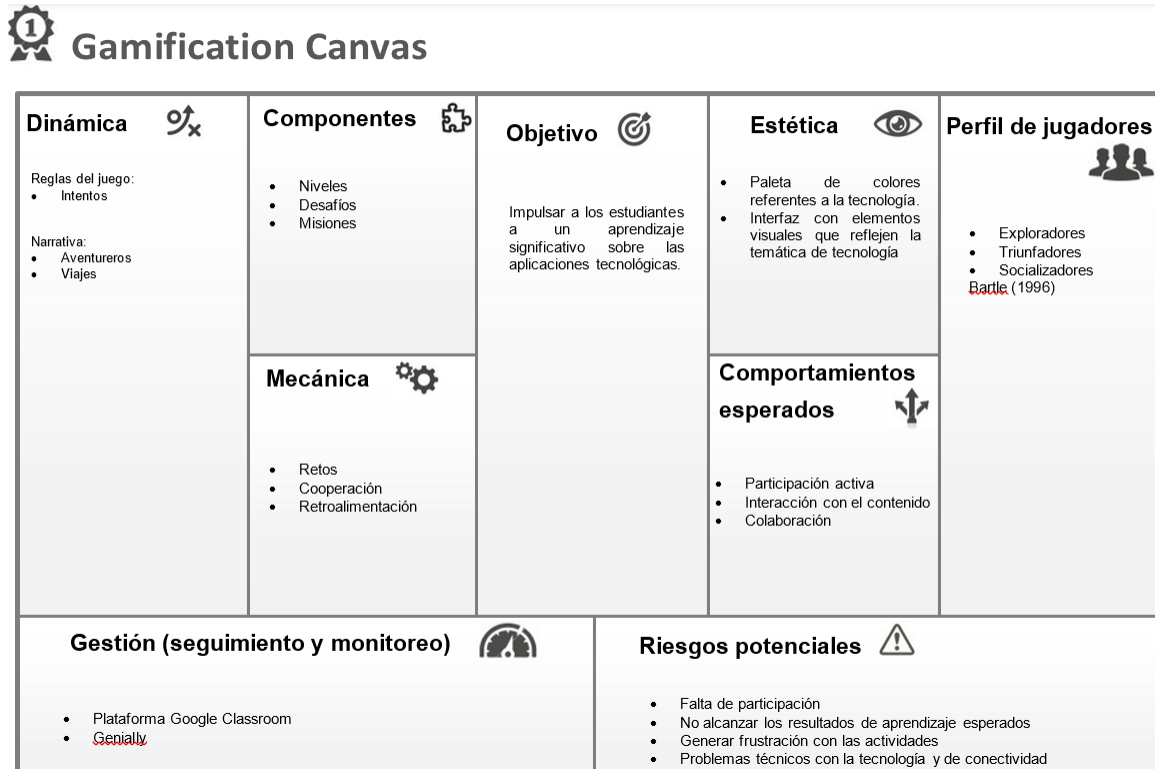 1
Gamification Canvas
Dinámica
Reglas del juego:
• Intentos
Narrativa:
• Aventureros
• Viajes
Componentes
• Niveles
• Desafíos
• Misiones
Mecánica
• Retos
• Cooperación
• Retroalimentación
Objetivo
Impulsar a los estudiantes
a un aprendizaje
significativo sobre las
aplicaciones tecnológicas.
Estética
• Paleta de colores
referentes a la tecnología.
• Interfaz con elementos
visuales que reflejen la
temática de tecnología
Comportamientos
esperados
• Participación activa
• Interacción con el contenido
• Colaboración
Perfil de jugadores
• Exploradores
• Triunfadores
• Socializadores
Bartle (1996)
Gestión (seguimiento y monitoreo)
• Plataforma Google Classroom
• Genially
Riesgos potenciales
• Falta de participación
• No alcanzar los resultados de aprendizaje esperados
• Generar frustración con las actividades
• Problemas técnicos con la tecnología y de conectividad